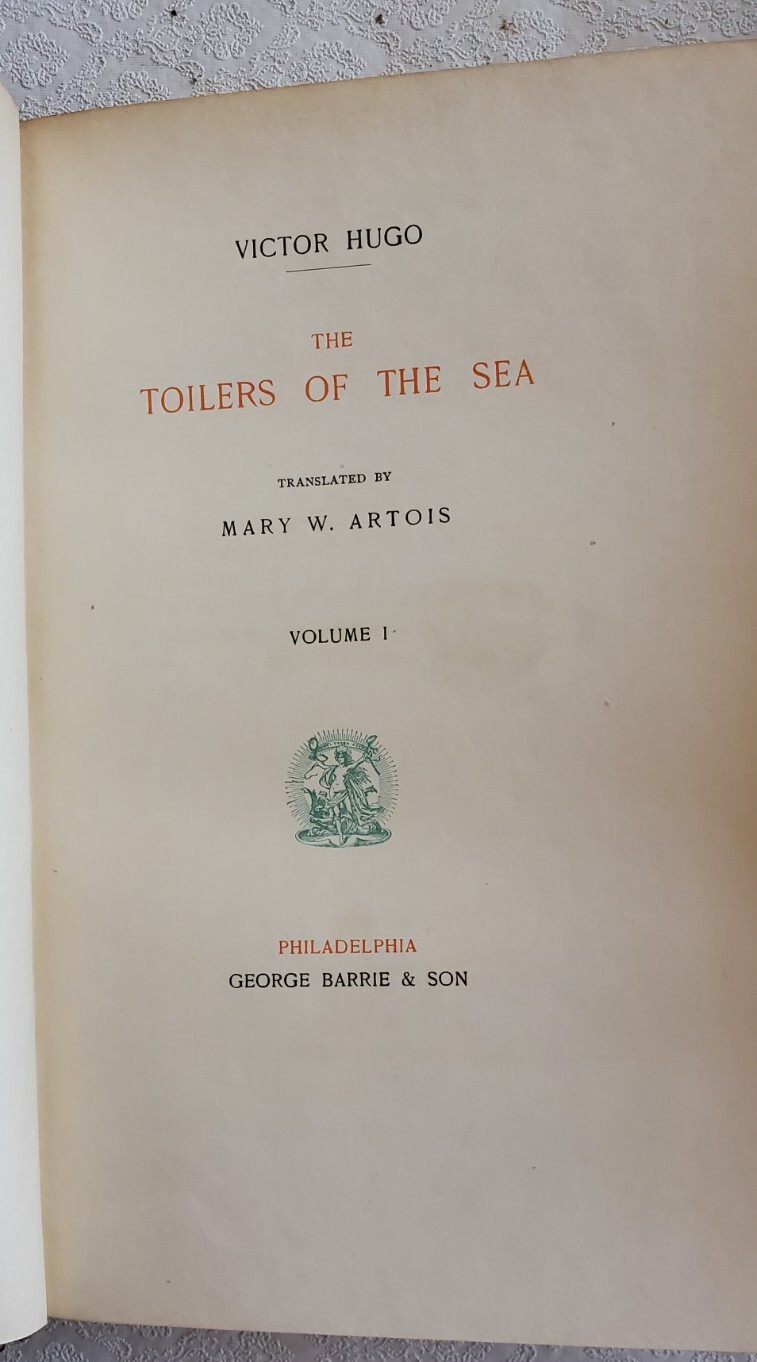 VICTOR HUGO
THE
TOILERS OF THE SEA
TRANSLATED BY
MARY W. ARTOIS
VOLUME I
PHILADELPHIA
GEORGE BARRIE & SON